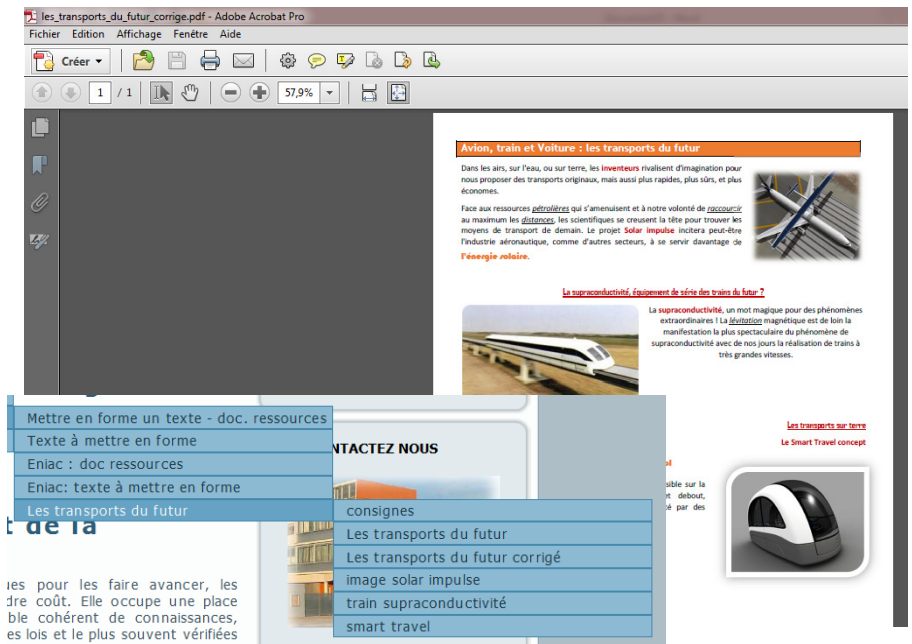 les_transports_du_futur_corrige.pdf - Adobe Acrobat Pro
Fichier Edition Affichage Fenêtre Aide
Créer
1 / 1 57,9%
Avion, train et Voiture : les transports du futur
Dans les airs, sur l'eau, ou sur terre, les inventeurs rivalisent d'imagination pour
nous proposer des transports originaux, mais aussi plus rapides, plus sûrs, et plus
économes.
Face aux ressources pétrolières qui s'amenuisent et à notre volonté de raccourcir
au maximum les distances, les scientifiques se creusent la tête pour trouver les
moyens de transport de demain. Le projet Solar impulse incitera peut-être
l'industrie aéronautique, comme d'autres secteurs, à se servir davantage de
l'énergie solaire.
La supraconductivité, équipement de série des trains du futur ?
La supraconductivité, un mot magique pour des phénomènes
extraordinaires ! La lévitation magnétique est de loin la
manifestation la plus spectaculaire du phénomène de
supraconductivité avec de nos jours la réalisation de trains à
très grandes vitesses.
Les transports sur terre
Le Smart Travel concept
sible sur la
et debout,
té par des
Mettre en forme un texte - doc. ressources
Texte à mettre en forme
Eniac : doc ressources
Eniac: texte à mettre en forme
Les transports du futur
NTACTEZ NOUS
consignes
Les transports du futur
Les transports du futur corrigé
image solar impulse
train supraconductivité
smart travel
t de la
ues pour les faire avancer, les
dre coût. Elle occupe une place
ble cohérent de connaissances,
es lois et le plus souvent vérifiées